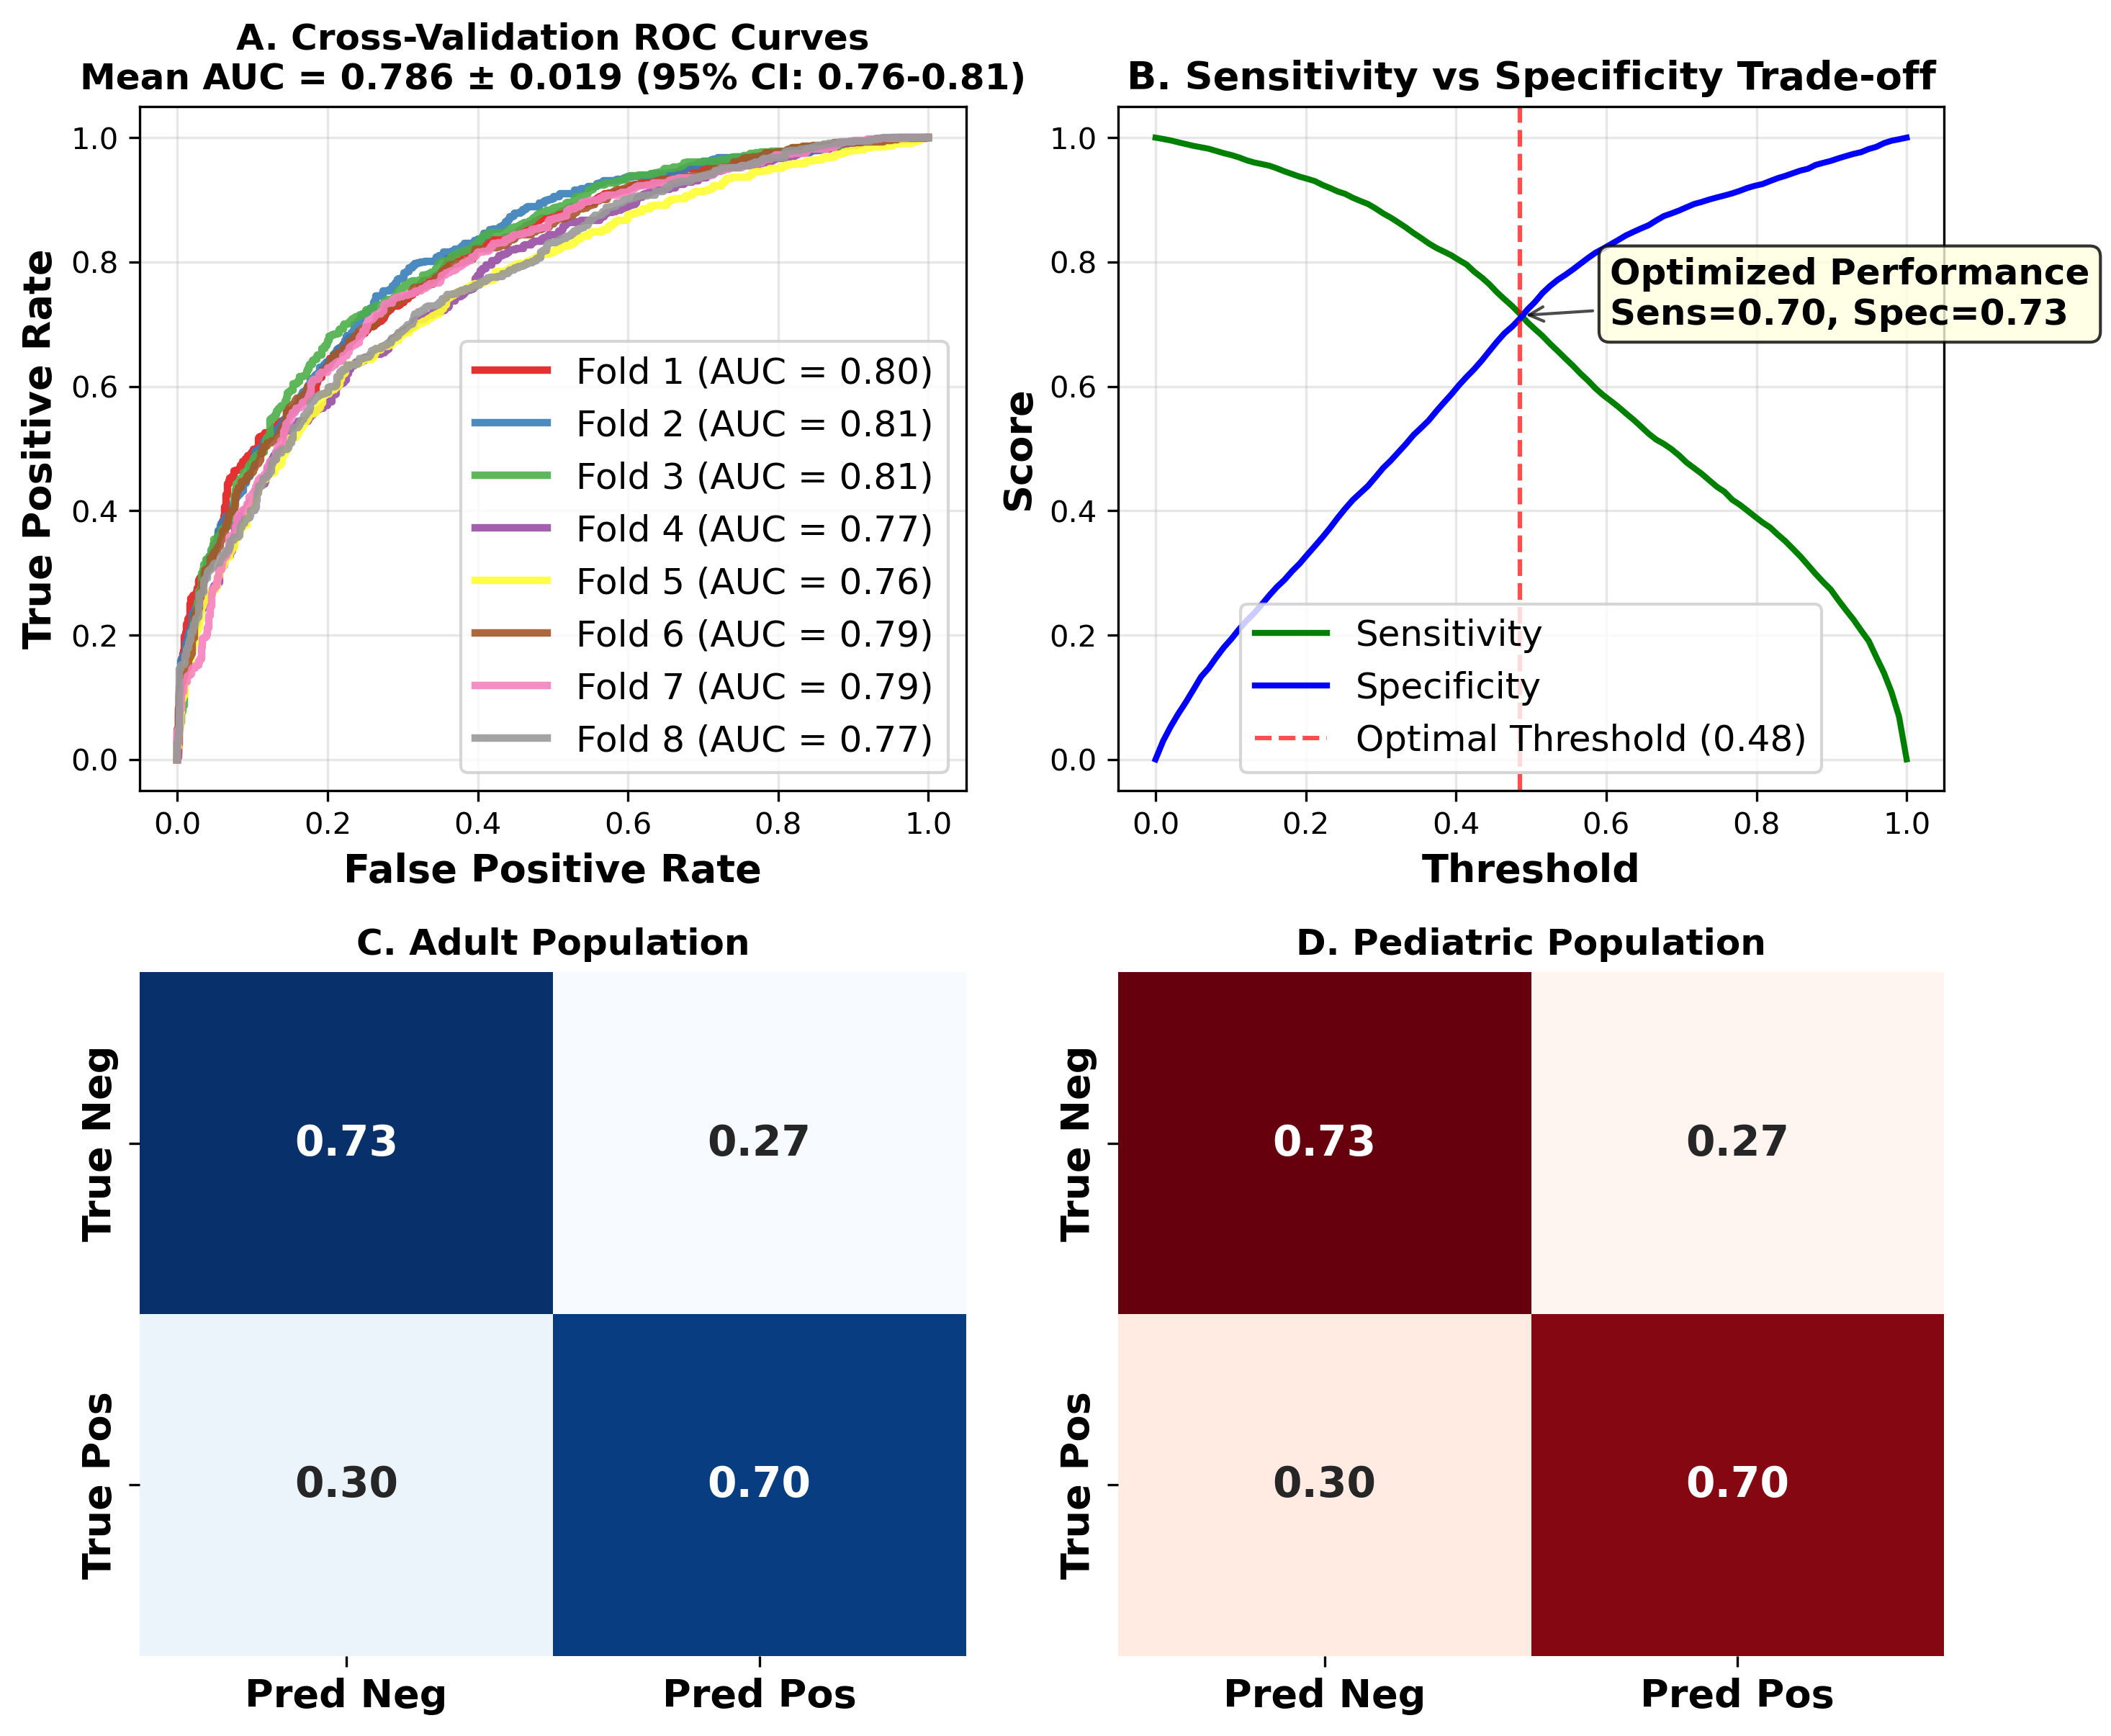 A. Cross-Validation ROC Curves
Mean AUC = 0.786 ± 0.019 (95% CI: 0.76-0.81)
True Positive Rate
1.0
0.8
0.6
0.4
0.2
0.0
Fold 1 (AUC = 0.80)
Fold 2 (AUC = 0.81)
Fold 3 (AUC = 0.81)
Fold 4 (AUC = 0.77)
Fold 5 (AUC = 0.76)
Fold 6 (AUC = 0.79)
Fold 7 (AUC = 0.79)
Fold 8 (AUC = 0.77)
0.0 0.2 0.4 0.6 0.8 1.0
False Positive Rate
B. Sensitivity vs Specificity Trade-off
Score
1.0
0.8
0.6
0.4
0.2
0.0
Optimized Performance
Sens=0.70, Spec=0.73
Sensitivity
Specificity
Optimal Threshold (0.48)
0.0 0.2 0.4 0.6 0.8 1.0
Threshold
C. Adult Population
True Neg
0.73 0.27
True Pos
0.30 0.70
Pred Neg Pred Pos
D. Pediatric Population
True Neg
0.73 0.27
True Pos
0.30 0.70
Pred Neg Pred Pos